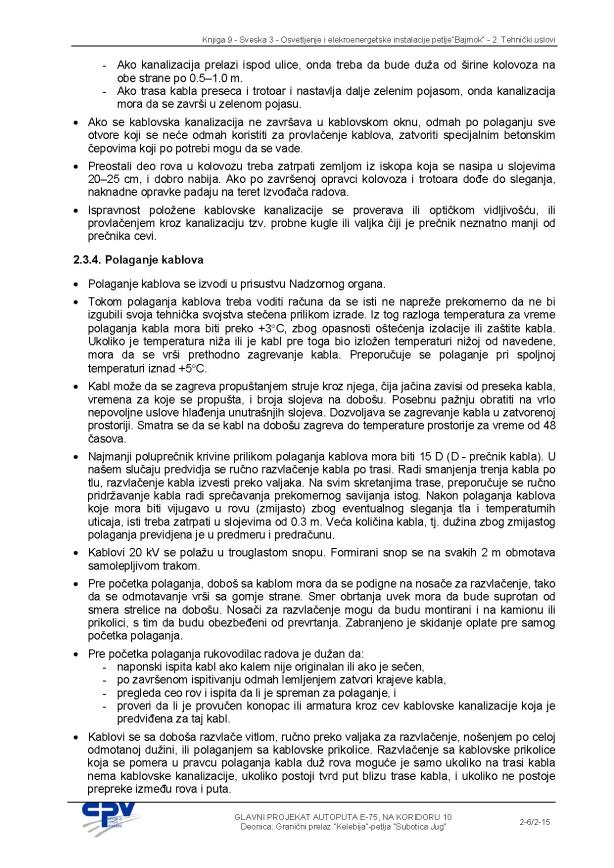 Knjiga 9 - Sveska 3 - Osvetljenje i elekroenergetske instalacije petlje"Bajmok" - 2. Tehnički uslovi
- Ako kanalizacija prelazi ispod ulice, onda treba da bude duža od širine kolovoza na
obe strane po 0.5–1.0 m.
- Ako trasa kabla preseca i trotoar i nastavlja dalje zelenim pojasom, onda kanalizacija
mora da se završi u zelenom pojasu.
• Ako se kablovska kanalizacija ne završava u kablovskom oknu, odmah po polaganju sve
otvore koji se neće odmah koristiti za provlačenje kablova, zatvoriti specijalnim betonskim
čepovima koji po potrebi mogu da se vade.
• Preostali deo rova u kolovozu treba zatrpati zemljom iz iskopa koja se nasipa u slojevima
20–25 cm, i dobro nabija. Ako po završenoj opravci kolovoza i trotoara dođe do sleganja,
naknadne opravke padaju na teret Izvođača radova.
• Ispravnost položene kablovske kanalizacije se proverava ili optičkom vidljivošću, ili
provlačenjem kroz kanalizaciju tzv. probne kugle ili valjka čiji je prečnik neznatno manji od
prečnika cevi.
2.3.4. Polaganje kablova
• Polaganje kablova se izvodi u prisustvu Nadzornog organa.
• Tokom polaganja kablova treba voditi računa da se isti ne napreže prekomerno da ne bi
izgubili svoja tehnička svojstva stečena prilikom izrade. Iz tog razloga temperatura za vreme
polaganja kabla mora biti preko +3°C, zbog opasnosti oštećenja izolacije ili zaštite kabla.
Ukoliko je temperatura niža ili je kabl pre toga bio izložen temperaturi nižoj od navedene,
mora da se vrši prethodno zagrevanje kabla. Preporučuje se polaganje pri spoljnoj
temperaturi iznad +5°C.
• Kabl može da se zagreva propuštanjem struje kroz njega, čija jačina zavisi od preseka kabla,
vremena za koje se propušta, i broja slojeva na dobošu. Posebnu pažnju obratiti na vrlo
nepovoljne uslove hlađenja unutrašnjih slojeva. Dozvoljava se zagrevanje kabla u zatvorenoj
prostoriji. Smatra se da se kabl na dobošu zagreva do temperature prostorije za vreme od 48
časova.
• Najmanji poluprečnik krivine prilikom polaganja kablova mora biti 15 D (D - prečnik kabla). U
našem slučaju predvidja se ručno razvlačenje kabla po trasi. Radi smanjenja trenja kabla po
tlu, razvlačenje kabla izvesti preko valjaka. Na svim skretanjima trase, preporučuje se ručno
pridržavanje kabla radi sprečavanja prekomernog savijanja istog. Nakon polaganja kablova
koje mora biti vijugavo u rovu (zmijasto) zbog eventualnog sleganja tla i temperaturnih
uticaja, isti treba zatrpati u slojevima od 0.3 m. Veća količina kabla, tj. dužina zbog zmijastog
polaganja previdjena je u predmeru i predračunu.
• Kablovi 20 kV se polažu u trouglastom snopu. Formirani snop se na svakih 2 m obmotava
samolepljivom trakom.
• Pre početka polaganja, doboš sa kablom mora da se podigne na nosače za razvlačenje, tako
da se odmotavanje vrši sa gornje strane. Smer obrtanja uvek mora da bude suprotan od
smera strelice na dobošu. Nosači za razvlačenje mogu da budu montirani i na kamionu ili
prikolici, s tim da budu obezbeđeni od prevrtanja. Zabranjeno je skidanje oplate pre samog
početka polaganja.
• Pre početka polaganja rukovodilac radova je dužan da:
- naponski ispita kabl ako kalem nije originalan ili ako je sečen,
- po završenom ispitivanju odmah lemljenjem zatvori krajeve kabla,
- pregleda ceo rov i ispita da li je spreman za polaganje, i
- proveri da li je provučen konopac ili armatura kroz cev kablovske kanalizacije koja je
predviđena za taj kabl.
• Kablovi se sa doboša razvlače vitlom, ručno preko valjaka za razvlačenje, nošenjem po celoj
odmotanoj dužini, ili polaganjem sa kablovske prikolice. Razvlačenje sa kablovske prikolice
koja se pomera u pravcu polaganja kabla duž rova moguće je samo ukoliko na trasi kabla
nema kablovske kanalizacije, ukoliko postoji tvrd put blizu trase kabla, i ukoliko ne postoje
prepreke između rova i puta.
CPV
GLAVNI PROJEKAT AUTOPUTA E-75, NA KORIDORU 10
Deonica: Granični prelaz "Kelebija"-petlja "Subotica Jug"
2-6/2-15